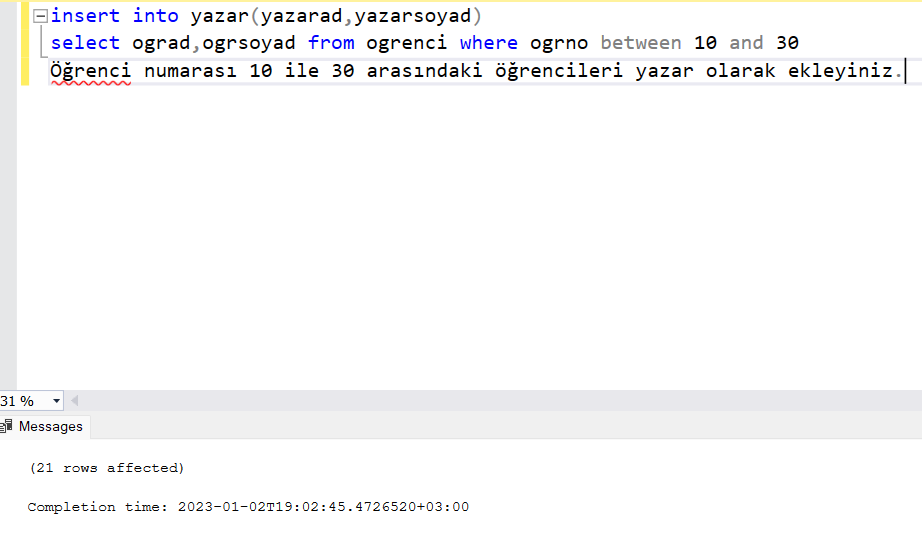 insert into yazar(yazarad,yazarsoyad)
select ograd,ogrsoyad from ogrenci where ogrno between 10 and 30
Öğrenci numarası 10 ile 30 arasındaki öğrencileri yazar olarak ekleyiniz.
31 %
Messages
(21 rows affected)
Completion time: 2023-01-02T19:02:45.4726520+03:00